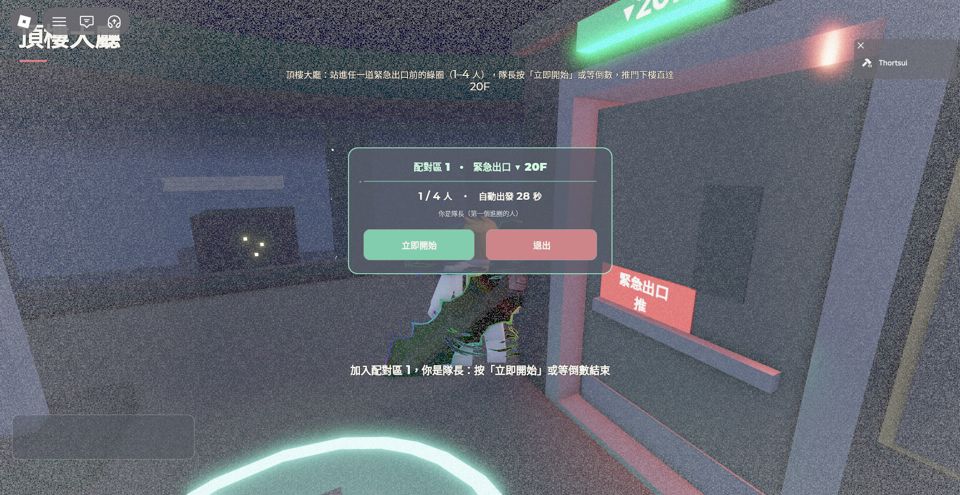 頂樓大廳
Thortsui
▼20F
頂樓大廳：站進任一道緊急出口前的綠圈（1–4 人），隊長按「立即開始」或等倒數，推門下樓直達
20F
配對區 1 • 緊急出口 ▼ 20F
1 / 4 人 • 自動出發 28 秒
你是隊長（第一個進圈的人）
立即開始
退出
緊急出口
推
加入配對區 1，你是隊長：按「立即開始」或等倒數結束